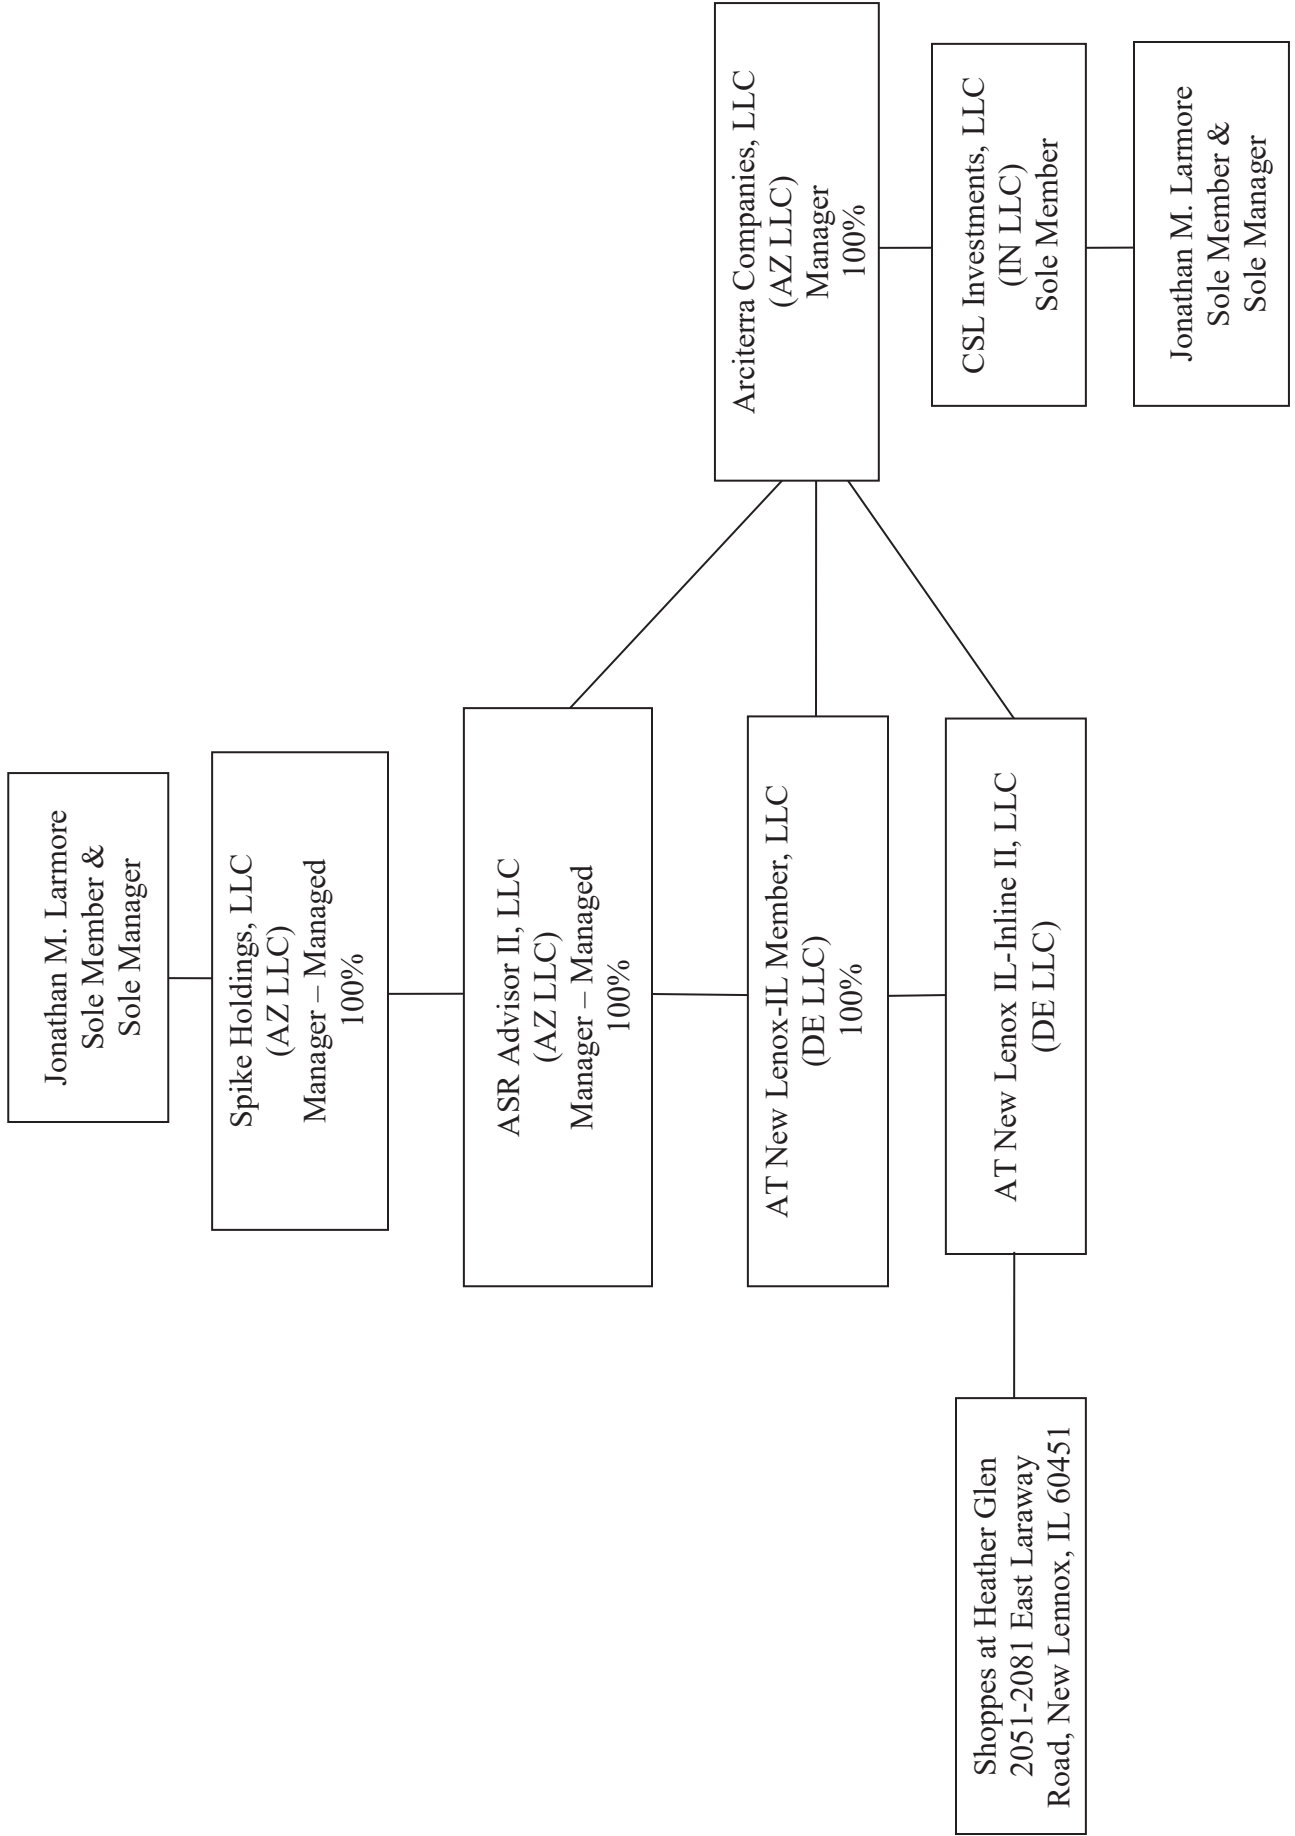 Jonathan M. Larmore
Sole Member &
Sole Manager
Spike Holdings, LLC
(AZ LLC)
Manager – Managed
100%
ASR Advisor II, LLC
(AZ LLC)
Manager – Managed
100%
AT New Lenox-IL Member, LLC
(DE LLC)
100%
AT New Lenox IL-Inline II, LLC
(DE LLC)
Shoppes at Heather Glen
2051-2081 East Laraway
Road, New Lennox, IL 60451
Arciterra Companies, LLC
(AZ LLC)
Manager
100%
CSL Investments, LLC
(IN LLC)
Sole Member
Jonathan M. Larmore
Sole Member &
Sole Manager